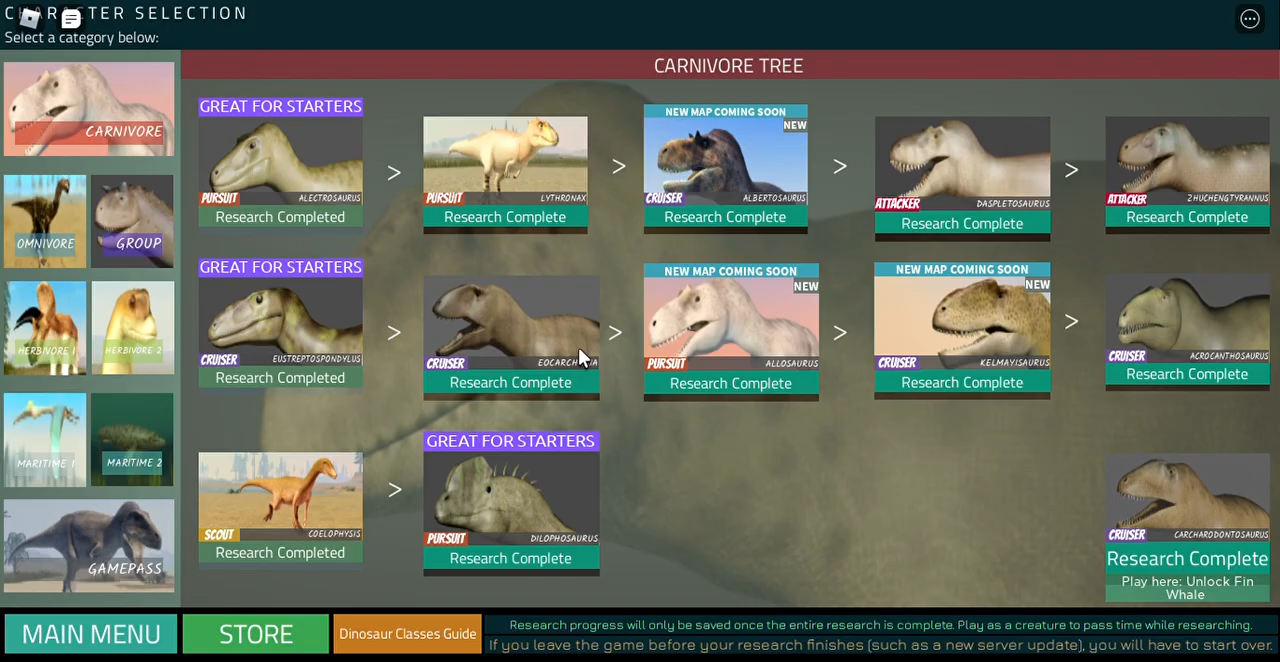 CHARACTER SELECTION
Select a category below:
CARNIVORE
OMNIVORE
GROUP
HERBIVORE 1
HERBIVORE 2
MARITIME 1
MARITIME 2
GAMEPASS
CARNIVORE TREE
GREAT FOR STARTERS
PURSUIT
ALECTROSAURUS
Research Completed
>
PURSUIT
LYTHRONAX
Research Complete
>
NEW MAP COMING SOON
NEW
CRUISER
ALBERTOSAURUS
Research Complete
>
ATTACKER
DASPLETOSAURUS
Research Complete
>
ATTACKER
ZHUCHENGTYRANNUS
Research Complete
GREAT FOR STARTERS
CRUISER
EUSTREPTOSPONDYLUS
Research Completed
>
CRUISER
Research Complete
>
NEW MAP COMING SOON
NEW
PURSUIT
ALLOSAURUS
Research Complete
>
NEW MAP COMING SOON
NEW
CRUISER
KELMAYISAURUS
Research Complete
>
CRUISER
ACROCANTHOSAURUS
Research Complete
SCOUT
COELOPHYSIS
Research Completed
>
GREAT FOR STARTERS
PURSUIT
DILOPHOSAURUS
Research Complete
CRUISER
CARCHARODONTOSAURUS
Research Complete
Play here: Unlock Fin
Whale
MAIN MENU
STORE
Dinosaur Classes Guide
Research progress will only be saved once the entire research is complete. Play as a creature to pass time while researching.
If you leave the game before your research finishes (such as a new server update), you will have to start over.